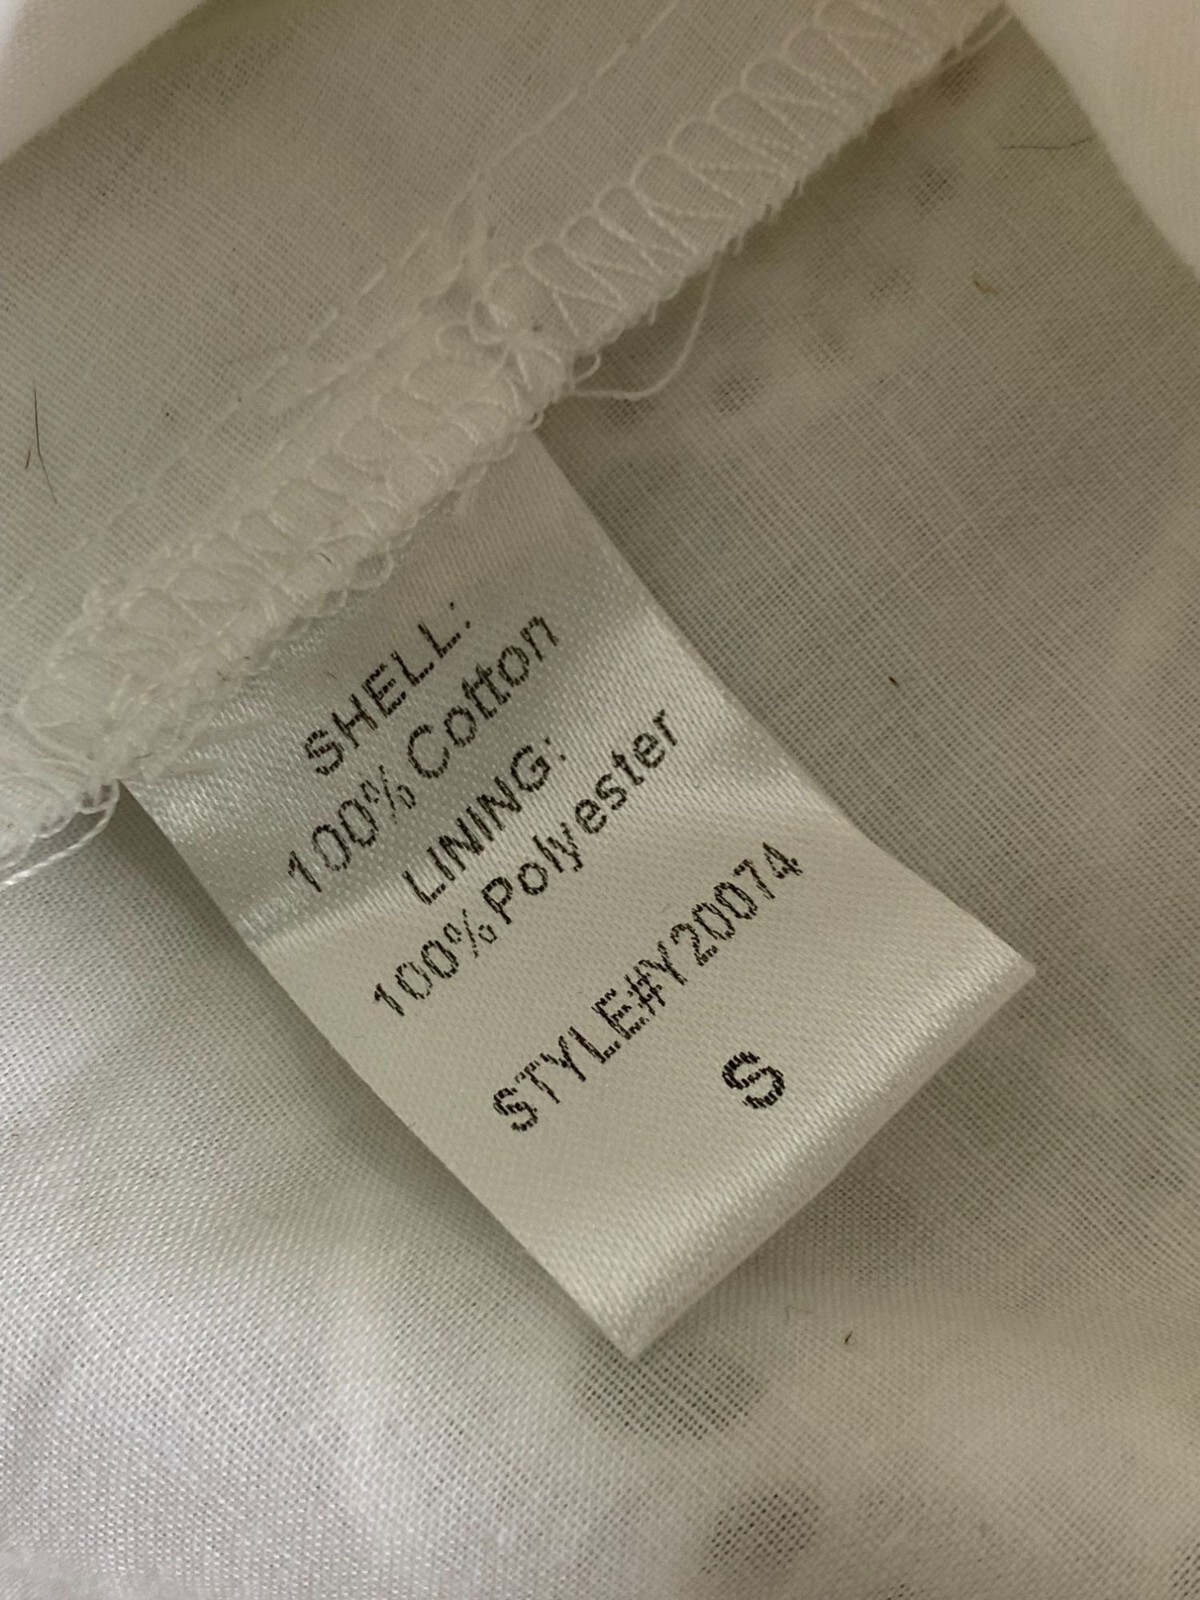 SHELL:
100% Cotton
LINING:
100% Polyester
STYLE#Y20074
S